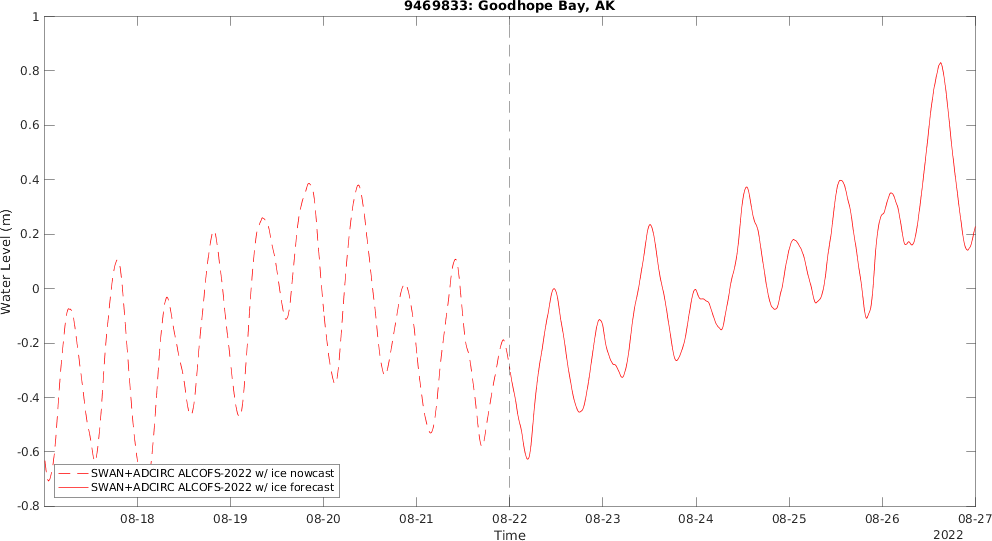 9469833: Goodhope Bay, AK
1
0.8
0.6
0.4
0.2
0
-0.2
-0.4
-0.6
-0.8
Water Level (m)
SWAN+ADCIRC ALCOFS-2022 w/ ice nowcast
SWAN+ADCIRC ALCOFS-2022 w/ ice forecast
08-18 08-19 08-20 08-21 08-22 08-23 08-24 08-25 08-26 08-27
Time
2022